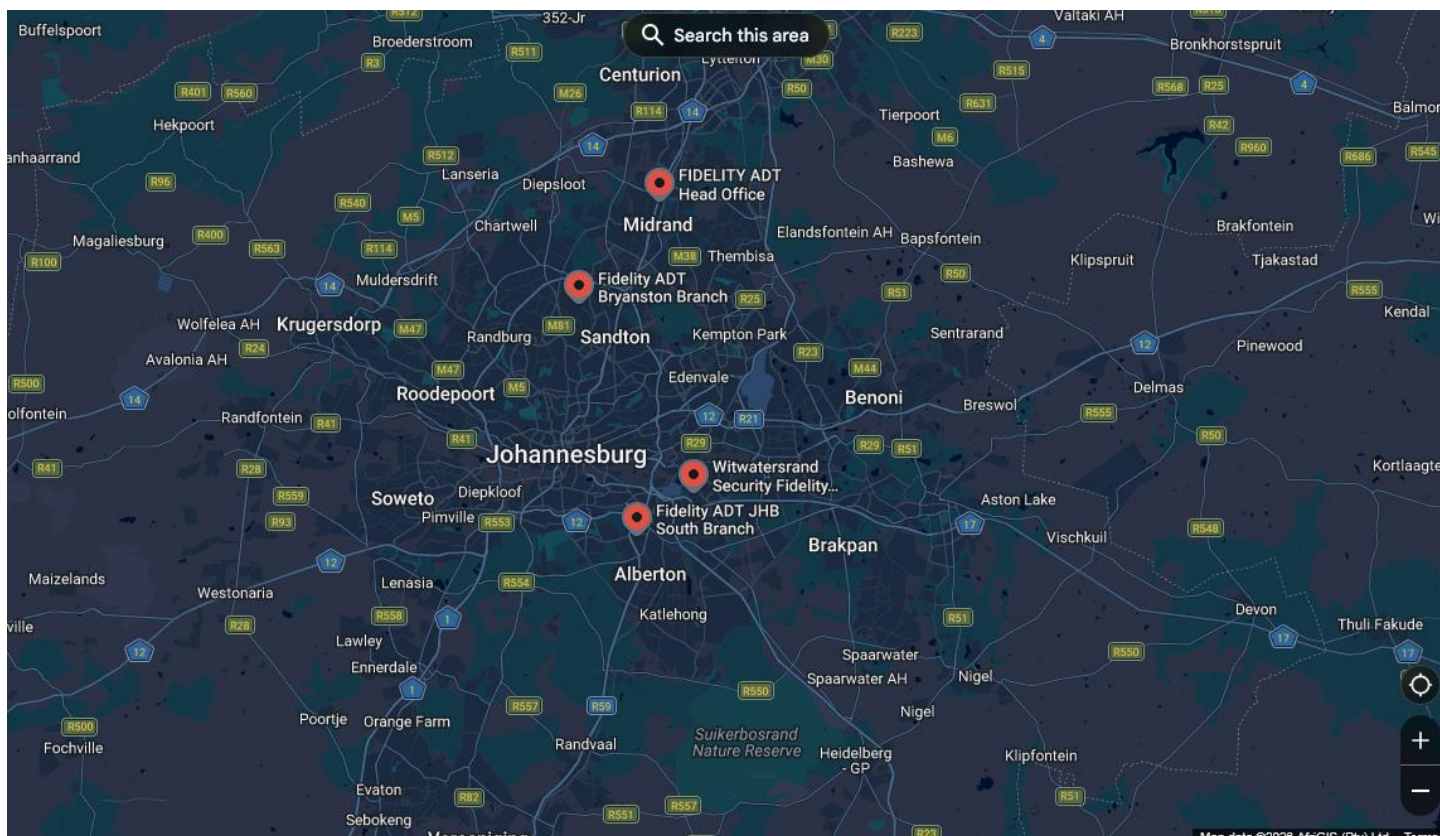 R512
352-Jr
Valtaki AH
Buffelspoort
Broederstroom
R511
Search this area
R223
4
Bronkhorstspruit
R3
Centurion
Lyttelton
M30
R515
R401
R560
M26
R50
R568
R25
4
R114
14
R631
Balmor
Hekpoort
Tierpoort
R42
14
M6
R960
anhaarrand
R512
Bashewa
R686
R545
Lanseria
Diepsloot
FIDELITY ADT
Head Office
R96
R540
M5
Chartwell
Midrand
Elandsfontein AH
Bapsfontein
Brakfontein
Wi
Magaliesburg
R400
R563
R114
M38
Thembisa
Klipspruit
Tjakastad
R100
Muldersdrift
Fidelity ADT
Bryanston Branch
R50
14
R25
R51
R555
Wolfelea AH
Krugersdorp
M47
M81
Randburg
Sandton
Kempton Park
Sentrarand
12
Kendal
R24
Avalonia AH
R23
Pinewood
R500
M47
M5
Edenvale
M44
Delmas
14
Roodepoort
Benoni
Breswol
R555
olfontein
Randfontein
R41
12
R21
R41
R29
R29
R51
R50
Johannesburg
R41
R28
Witwatersrand
Security Fidelity...
Kortlaagte
R559
Soweto
Diepkloof
Aston Lake
R93
Pimville
R553
12
Fidelity ADT JHB
South Branch
17
R548
Vischkuil
12
Brakpan
Maizelands
Lenasia
R554
Alberton
Westonaria
Devon
R558
1
Katlehong
R51
ville
R28
Thuli Fakude
17
12
Lawley
Spaarwater
R550
17
Ennerdale
Spaarwater AH
Nigel
1
R550
R557
R59
Nigel
Poortje
Orange Farm
R500
Fochville
Randvaal
Suikerbosrand
Nature Reserve
Heidelberg
- GP
Klipfontein
Evaton
R82
R551
R557
R51
Sebokeng
R23